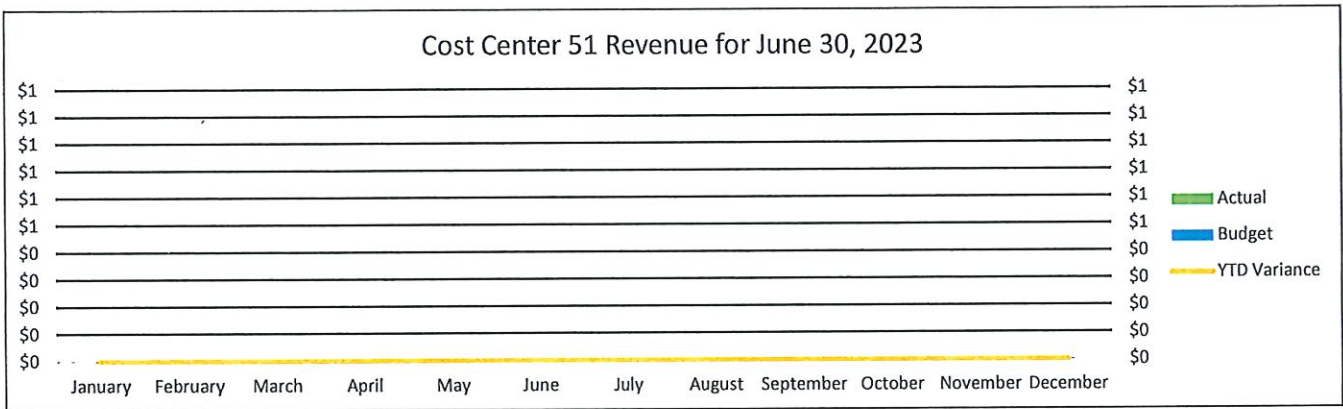 Cost Center 51 Revenue for June 30, 2023
$1 $1
$1 $1
$1 $1
$1 $1
$1 $1
$1 $1
$0 $0
$0 $0
$0 $0
$0 $0
$0 $0
Actual
Budget
YTD Variance
January February March April May June July August September October November December